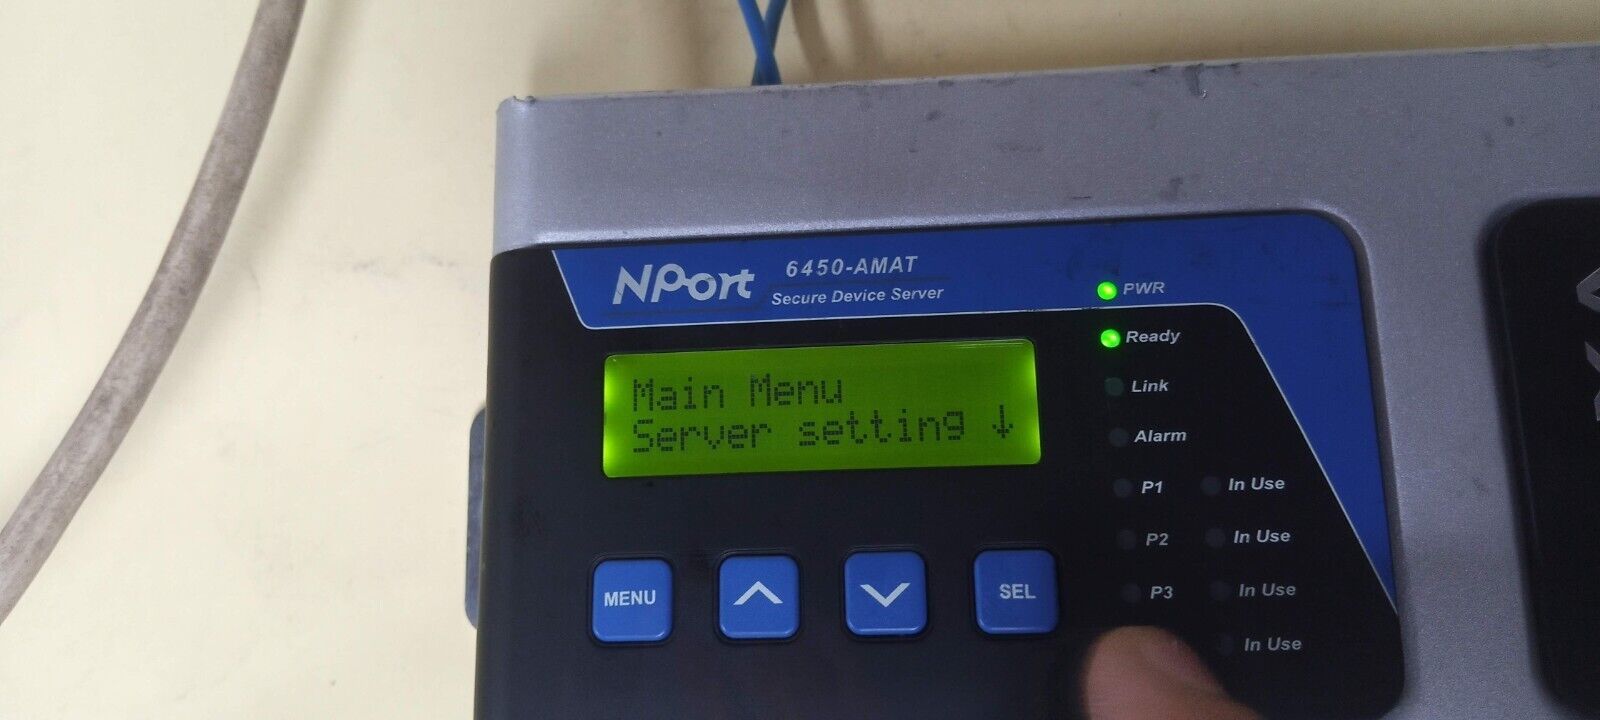 NPort 6450-AMAT
Secure Device Server
PWR
Ready
Main Menu
Server setting ↓
Link
Alarm
P1 In Use
P2 In Use
P3 In Use
In Use
MENU
SEL